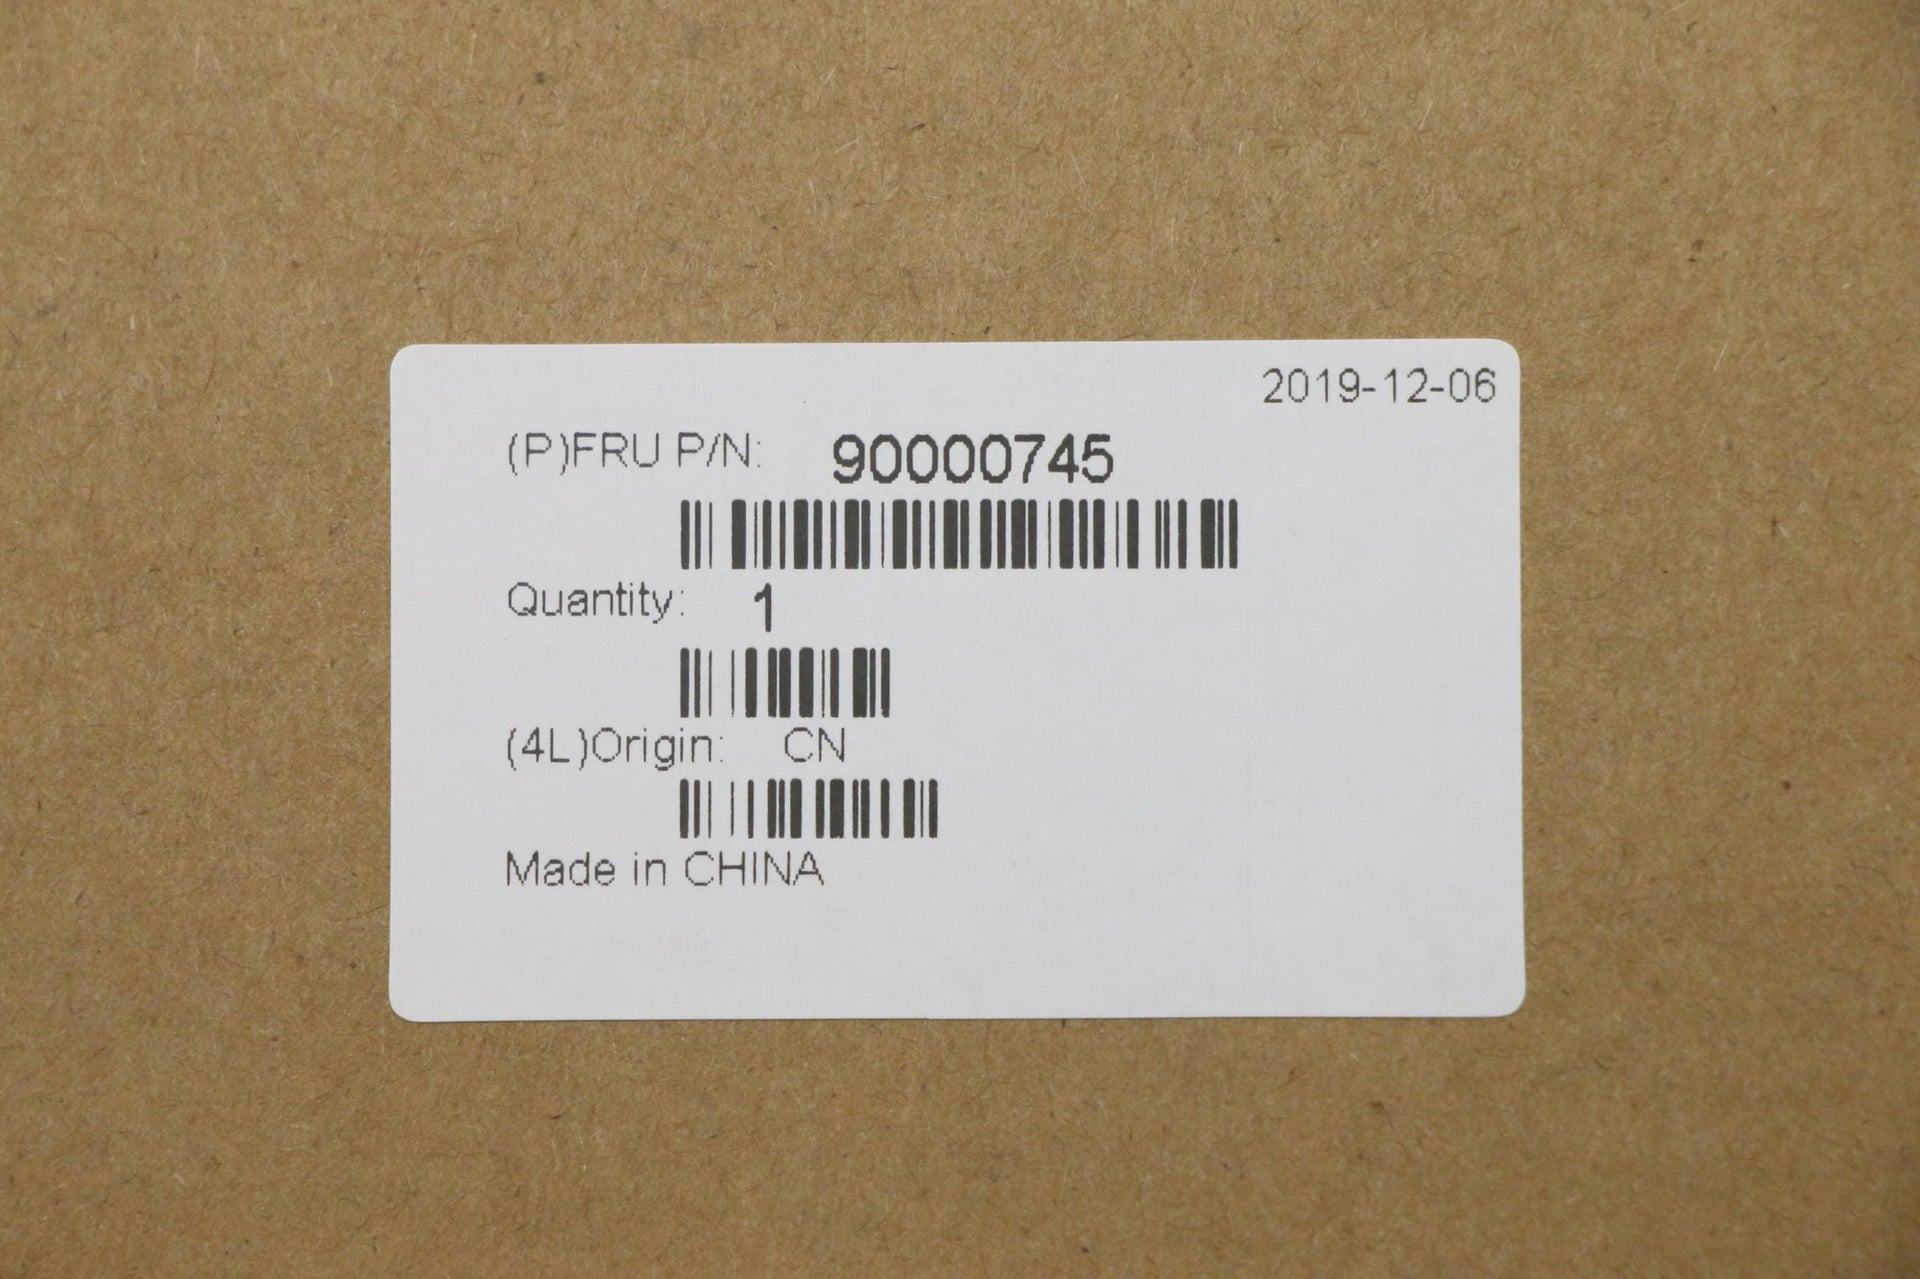 2019-12-06
(P)FRU P/N: 90000745
Quantity: 1
(4L)Origin: CN
Made in CHINA